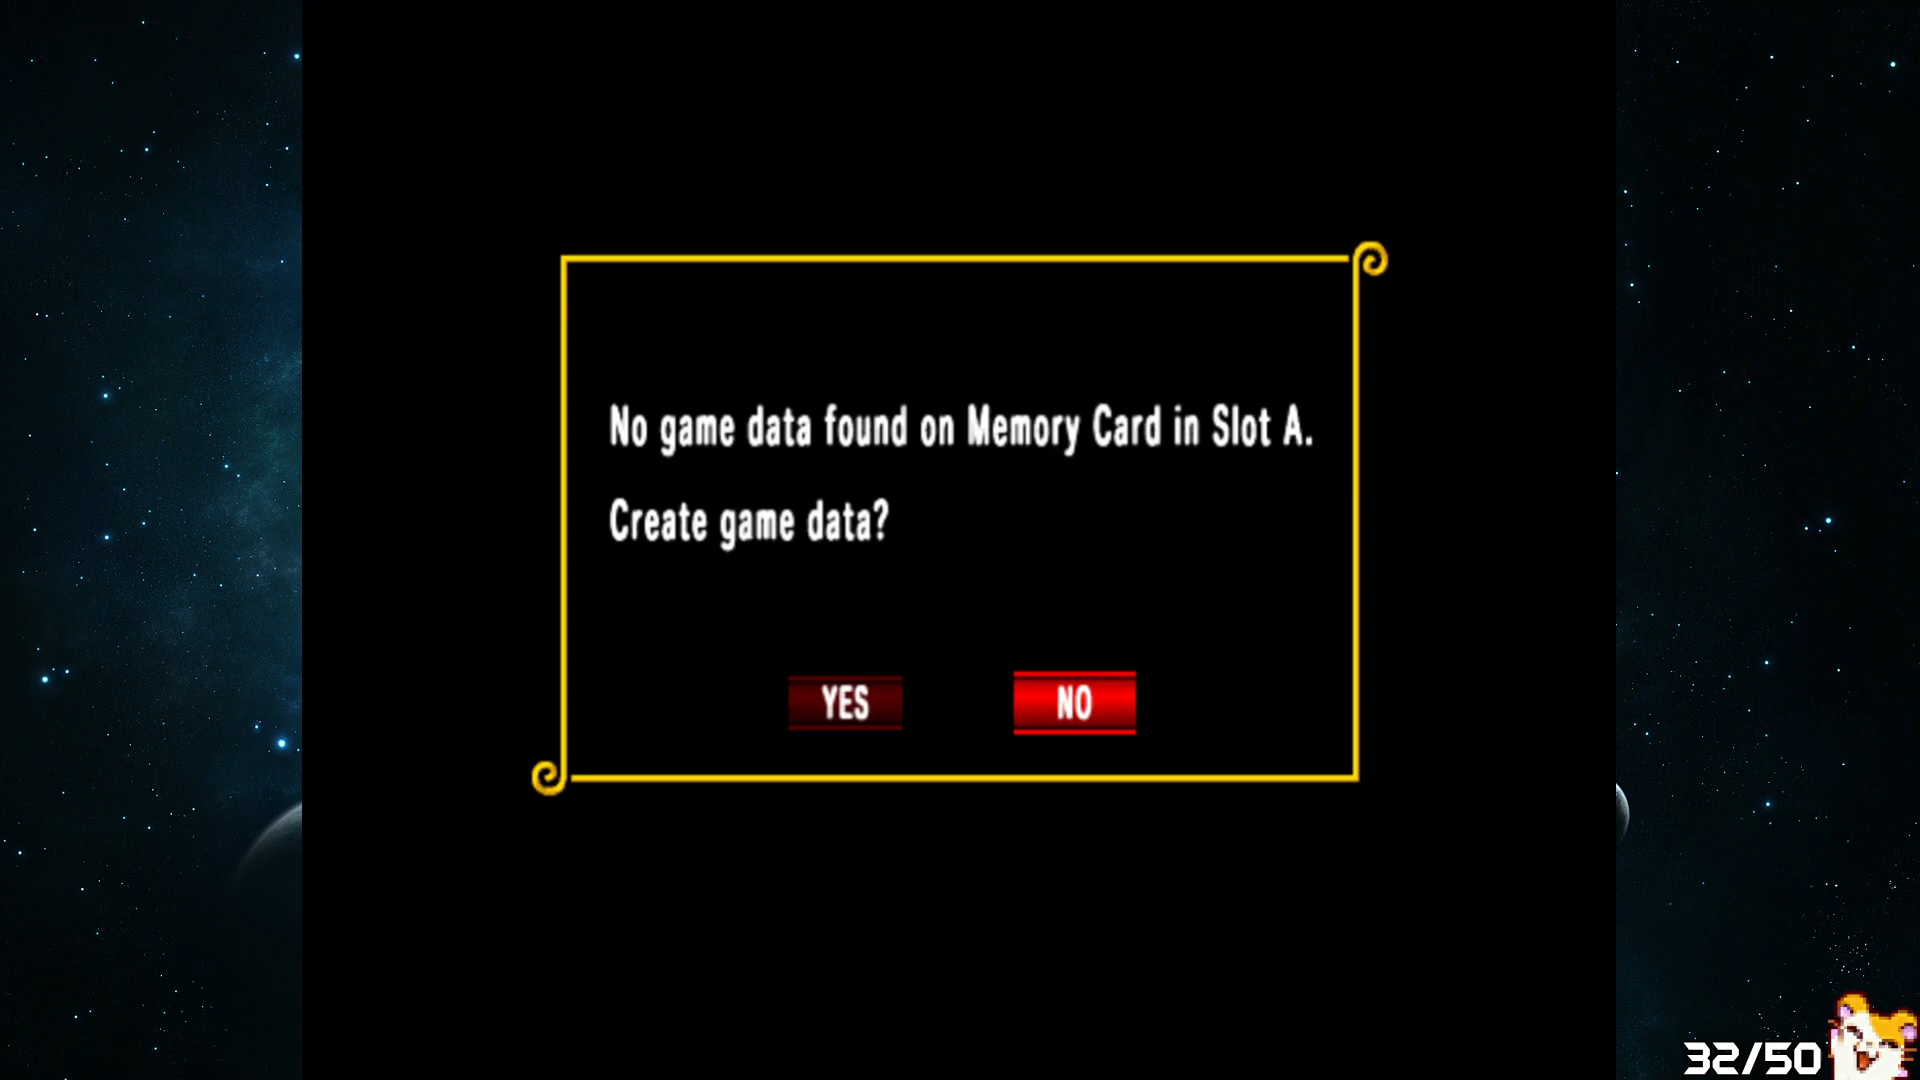 No game data found on Memory Card in Slot A.
Create game data?
YES NO
32/50